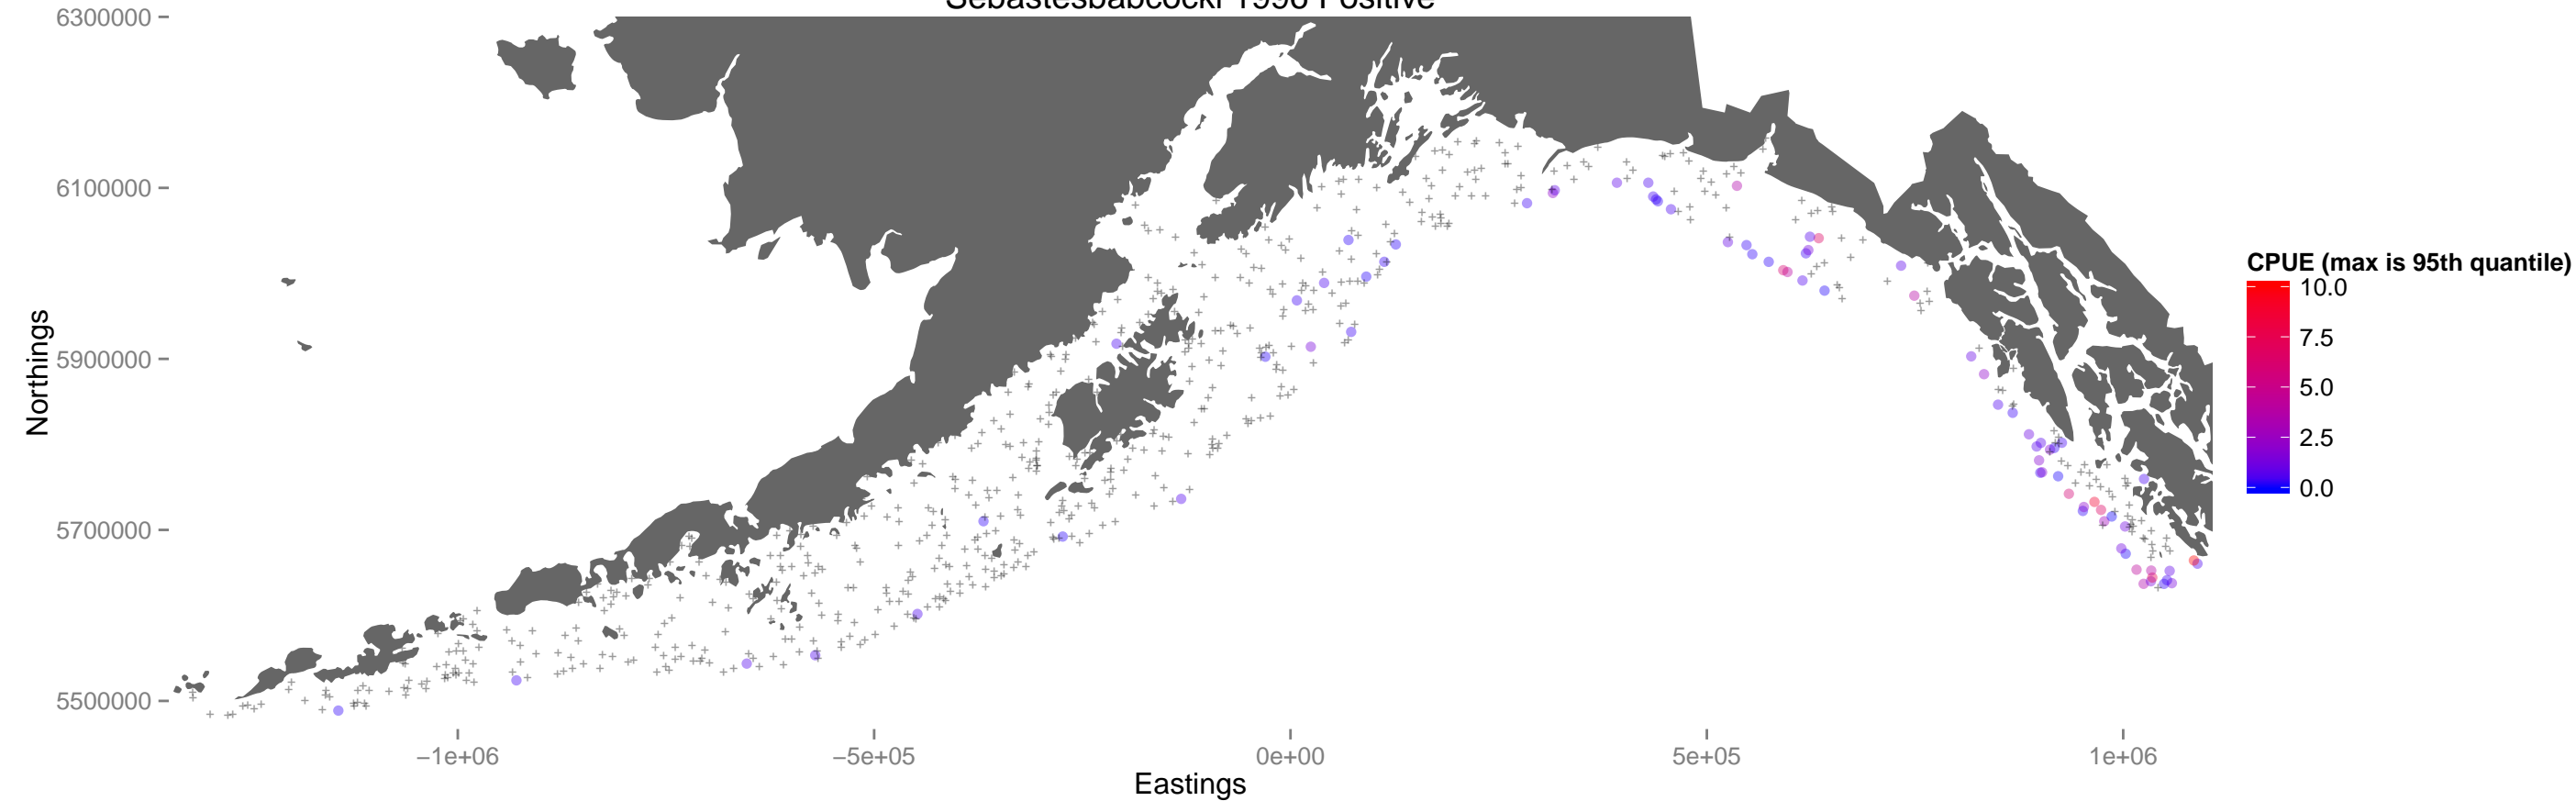 Sebastesbabcocki 1996 Positive
6300000
6100000
5900000
5700000
5500000
Northings
−1e+06
−5e+05
0e+00
5e+05
1e+06
Eastings
CPUE (max is 95th quantile)
10.0
7.5
5.0
2.5
0.0